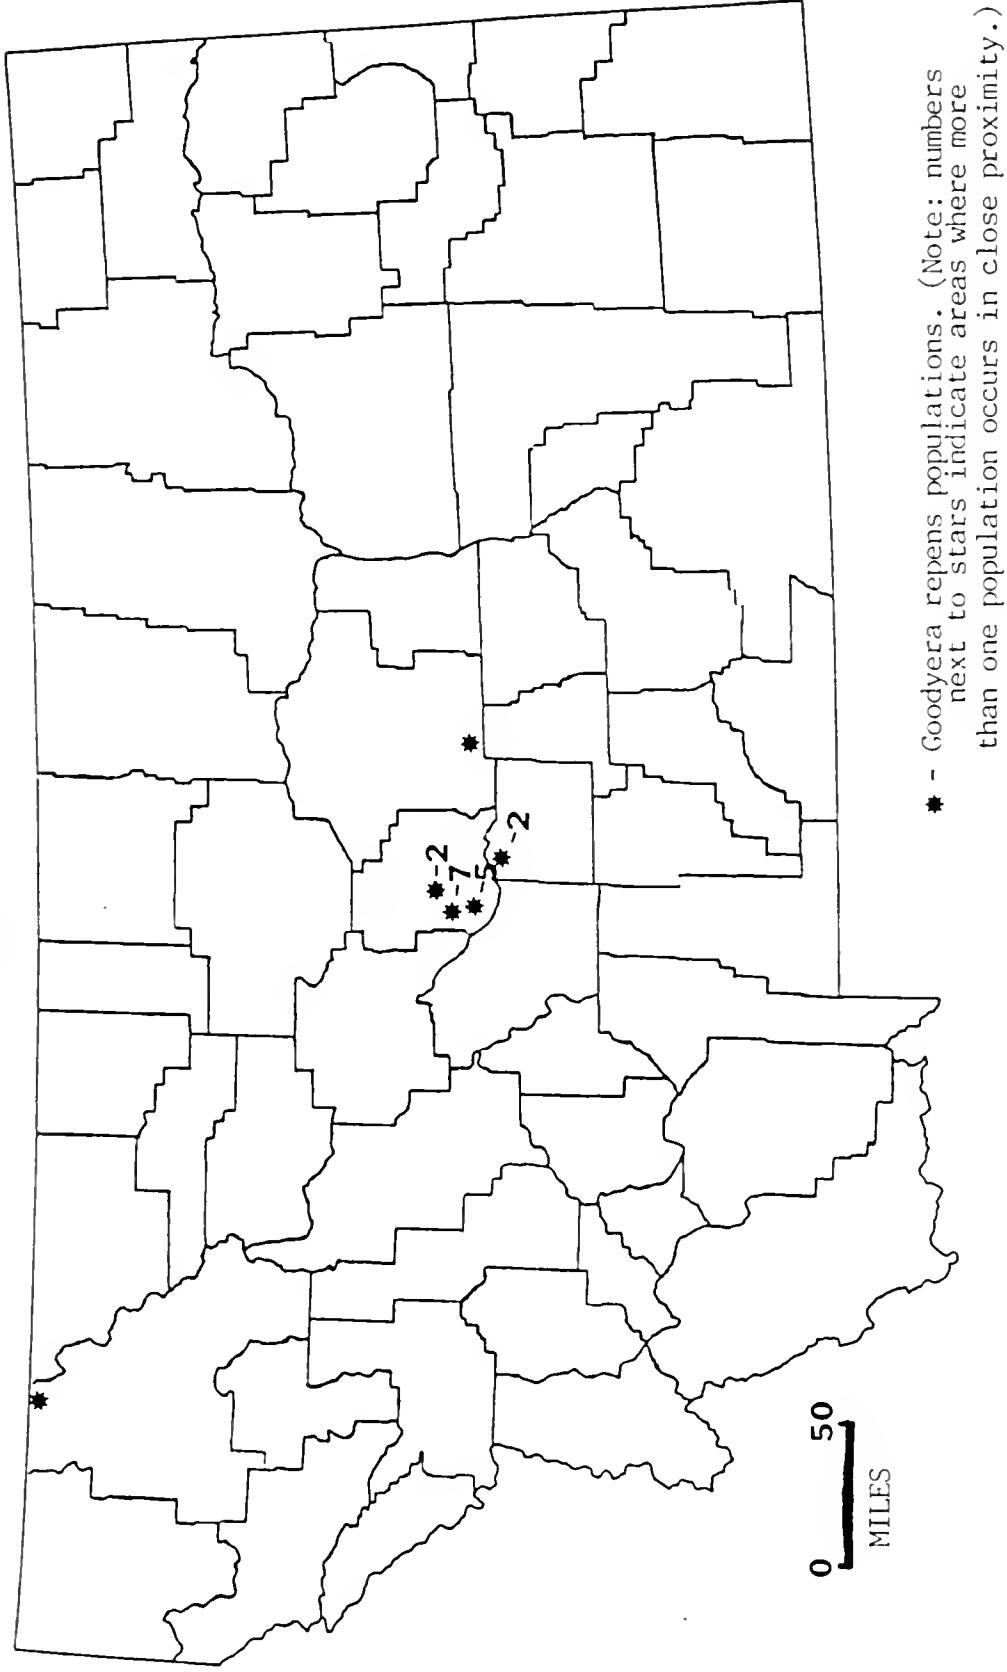 -2
-7
-5
-2
✷ - Goodyera repens populations. (Note: numbers
next to stars indicate areas where more
than one population occurs in close proximity.)
0 50
MILES